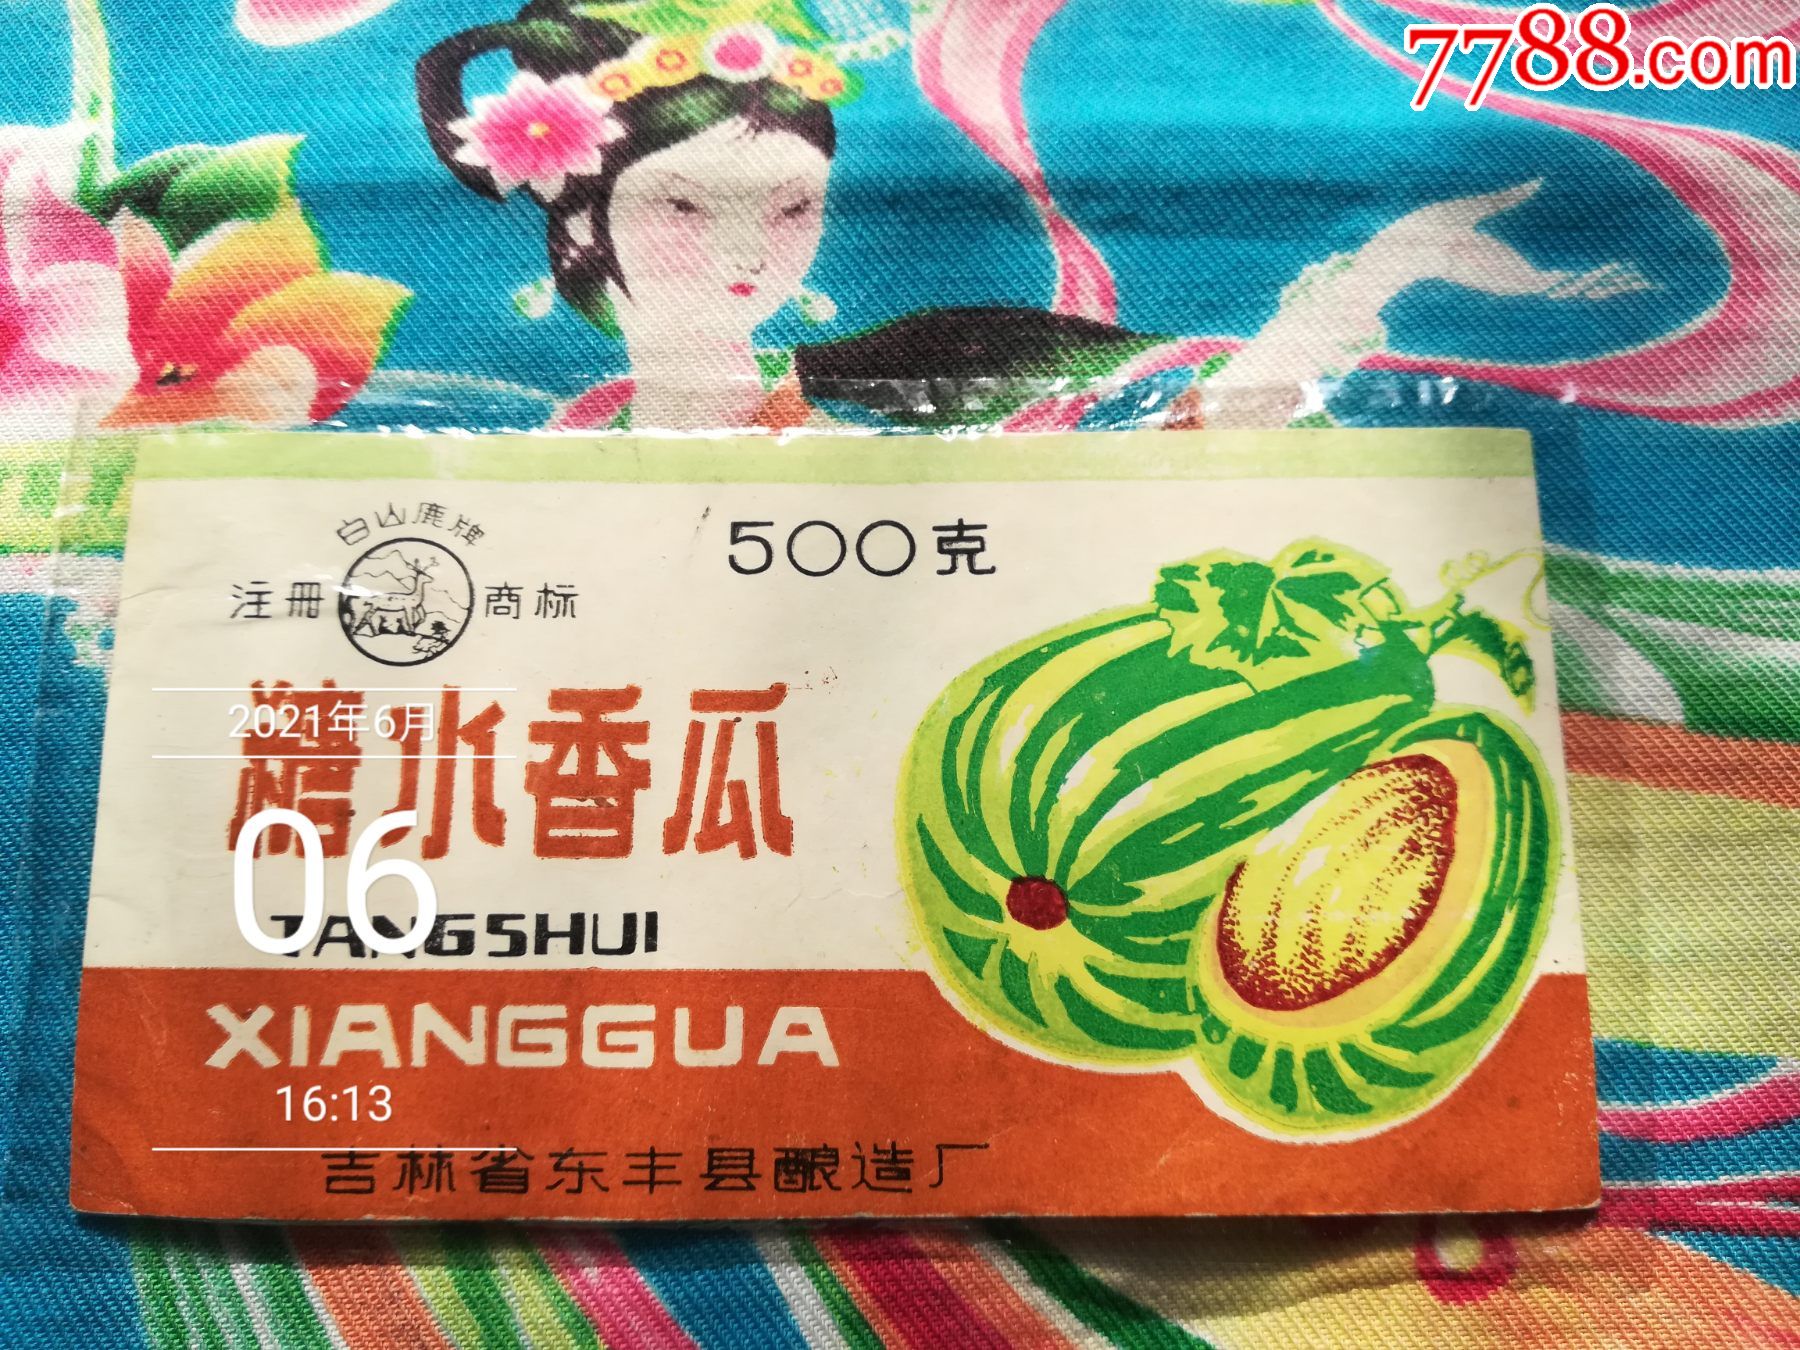 7788.com
白山鹿牌
注册 商标
500克
糖水香瓜
2021年6月
06
TANGSHUI
XIANGGUA
16:13
吉林省东丰县酿造厂